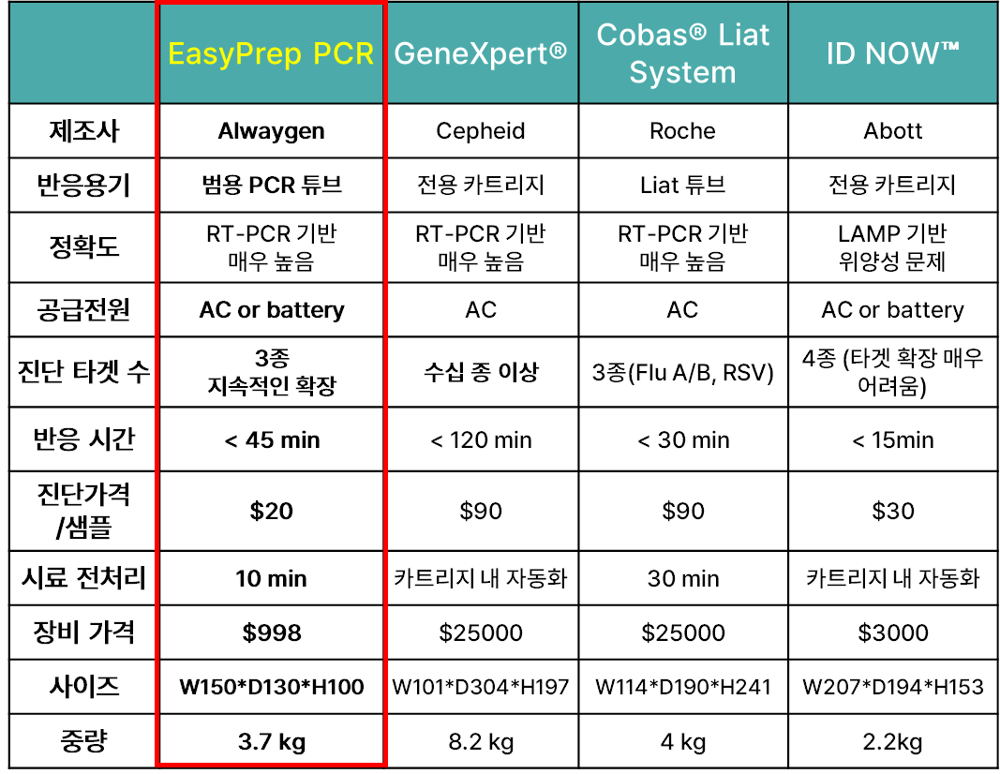 EasyPrep PCR GeneXpert® Cobas® Liat System ID NOW™
제조사 Alwaygen Cepheid Roche Abott
반응용기 범용 PCR 튜브 전용 카트리지 Liat 튜브 전용 카트리지
정확도 RT-PCR 기반 매우 높음 RT-PCR 기반 매우 높음 RT-PCR 기반 매우 높음 LAMP 기반 위양성 문제
공급전원 AC or battery AC AC AC or battery
진단 타겟 수 3종 지속적인 확장 수십 종 이상 3종(Flu A/B, RSV) 4종 (타겟 확장 매우 어려움)
반응 시간 < 45 min < 120 min < 30 min < 15min
진단가격 /샘플 $20 $90 $90 $30
시료 전처리 10 min 카트리지 내 자동화 30 min 카트리지 내 자동화
장비 가격 $998 $25000 $25000 $3000
사이즈 W150*D130*H100 W101*D304*H197 W114*D190*H241 W207*D194*H153
중량 3.7 kg 8.2 kg 4 kg 2.2kg